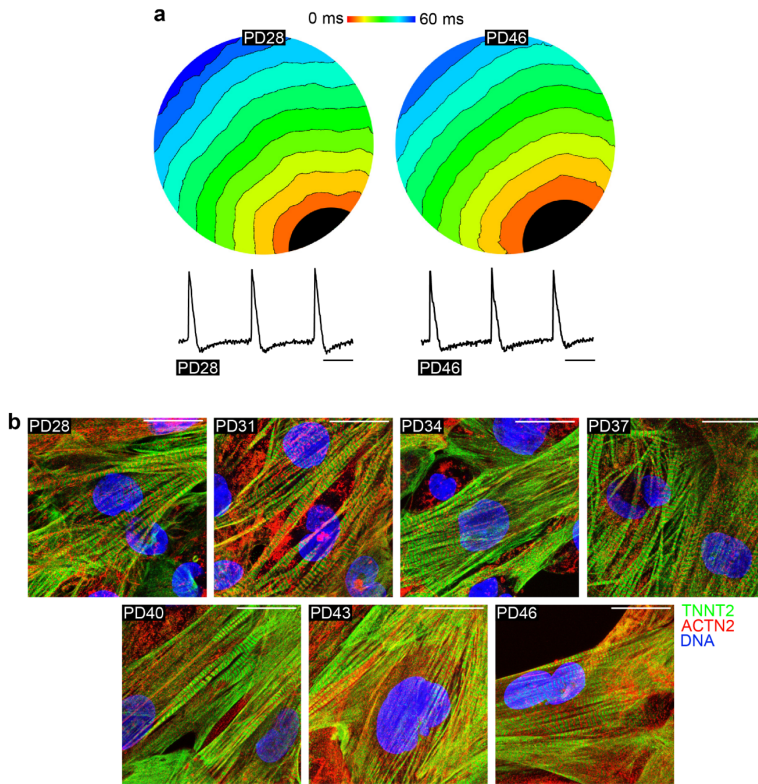 a
0 ms 60 ms
PD28 PD46
PD28 PD46
b
PD28 PD31 PD34 PD37
PD40 PD43 PD46
TNNT2
ACTN2
DNA